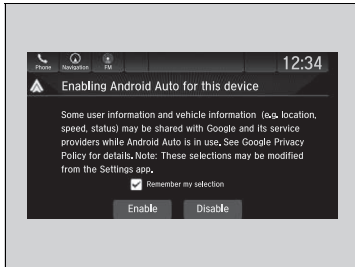 Phone Navigation FM 12:34
Enabling Android Auto for this device
Some user information and vehicle information (e.g. location,
speed, status) may be shared with Google and its service
providers while Android Auto is in use. See Google Privacy
Policy for details. Note: These selections may be modified
from the Settings app.
Remember my selection
Enable Disable